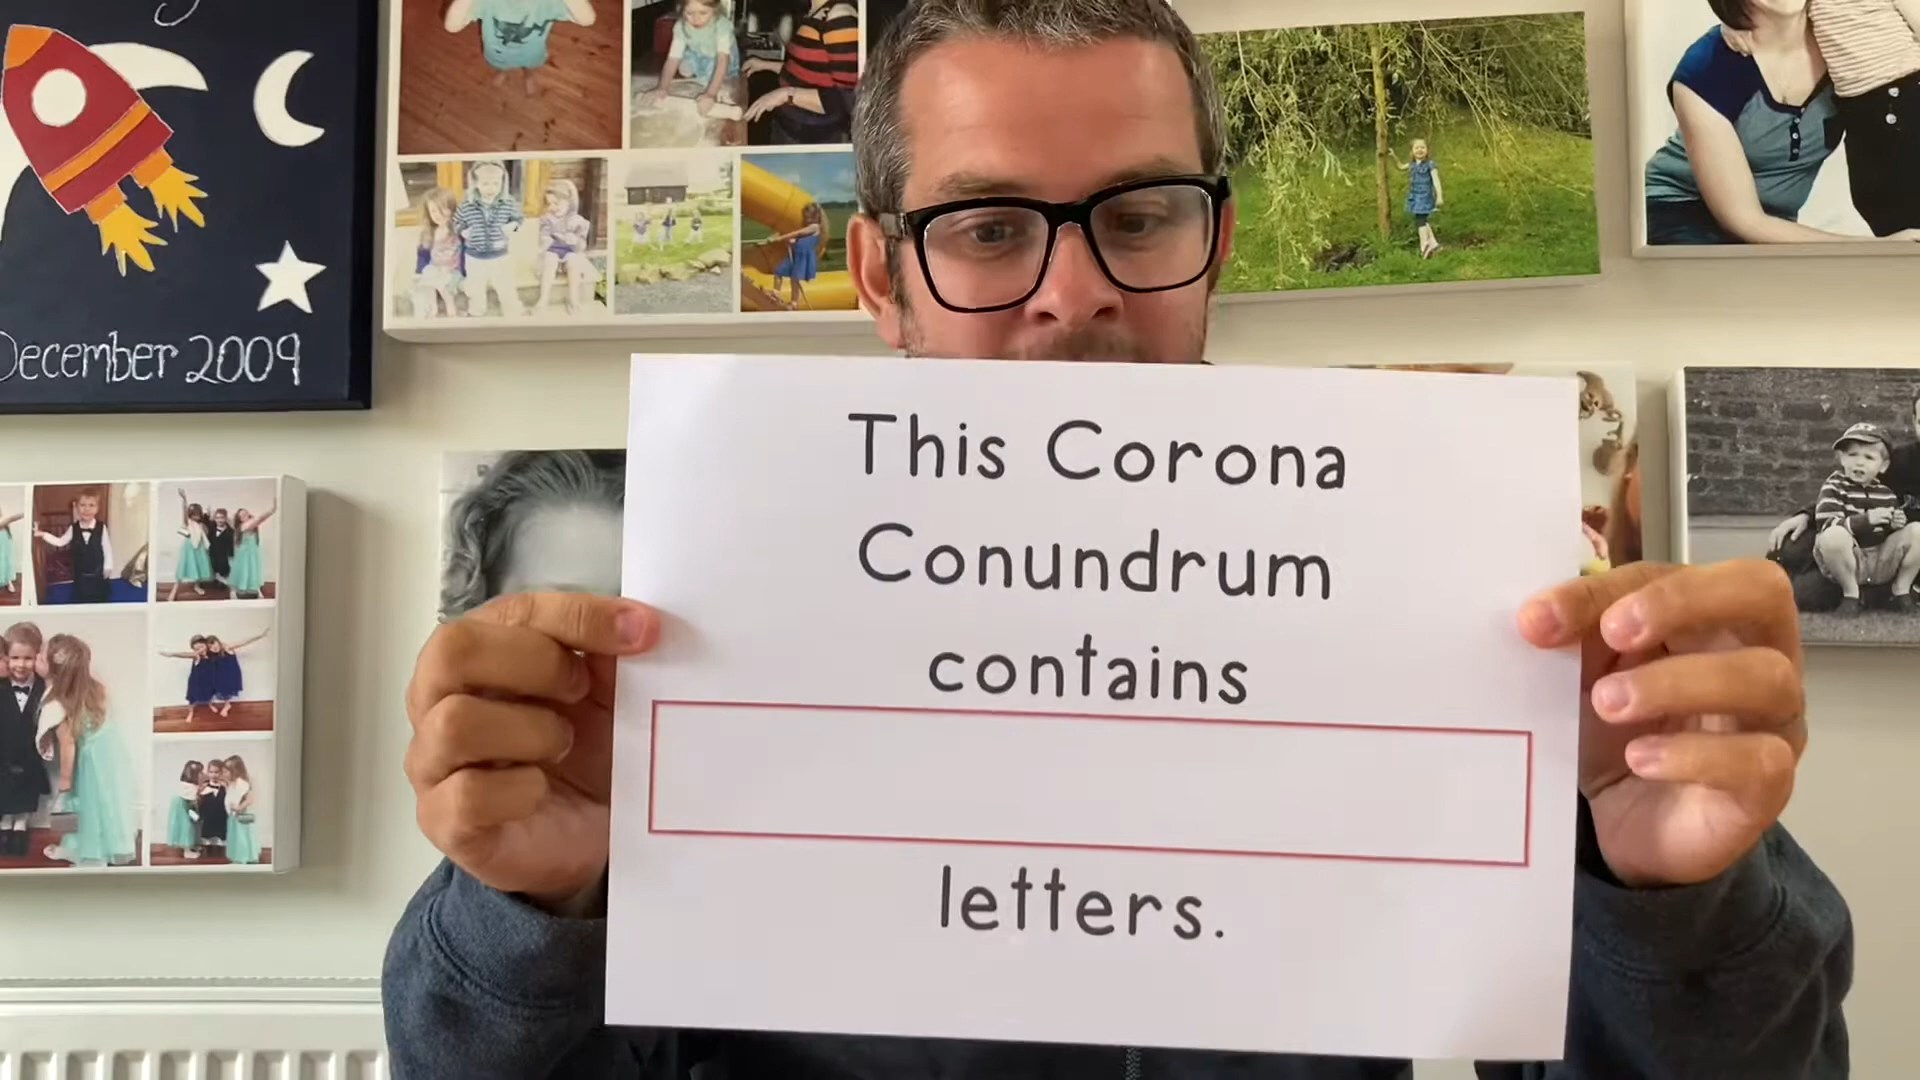 December 2009
This Corona
Conundrum
contains
letters.